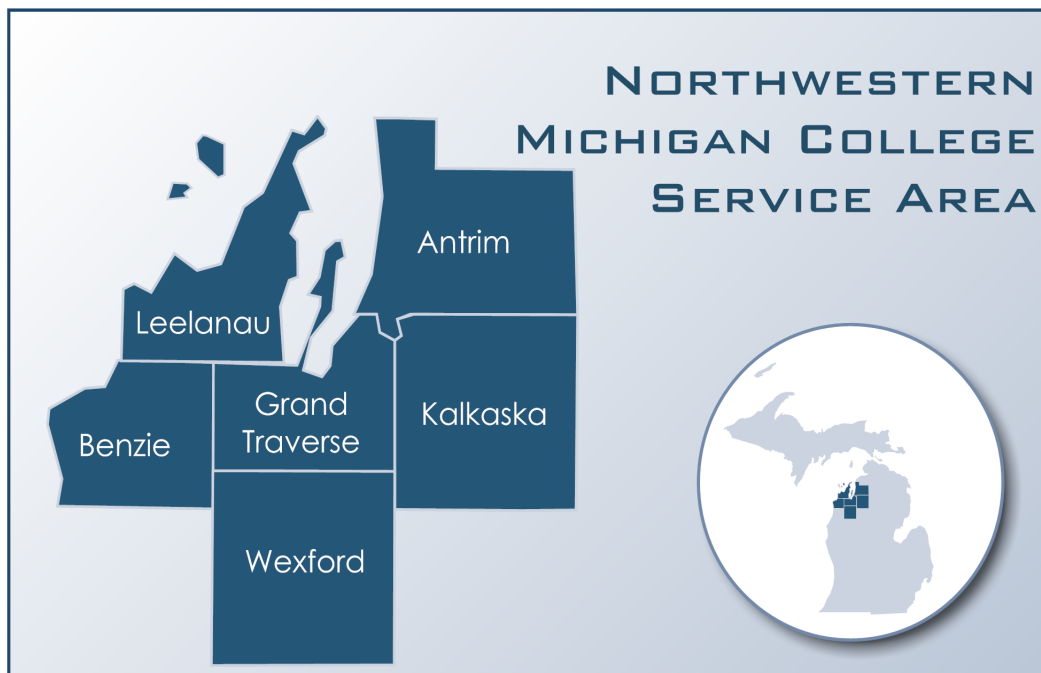 NORTHWESTERN
MICHIGAN COLLEGE
SERVICE AREA
Antrim
Leelanau
Grand
Traverse
Kalkaska
Benzie
Wexford